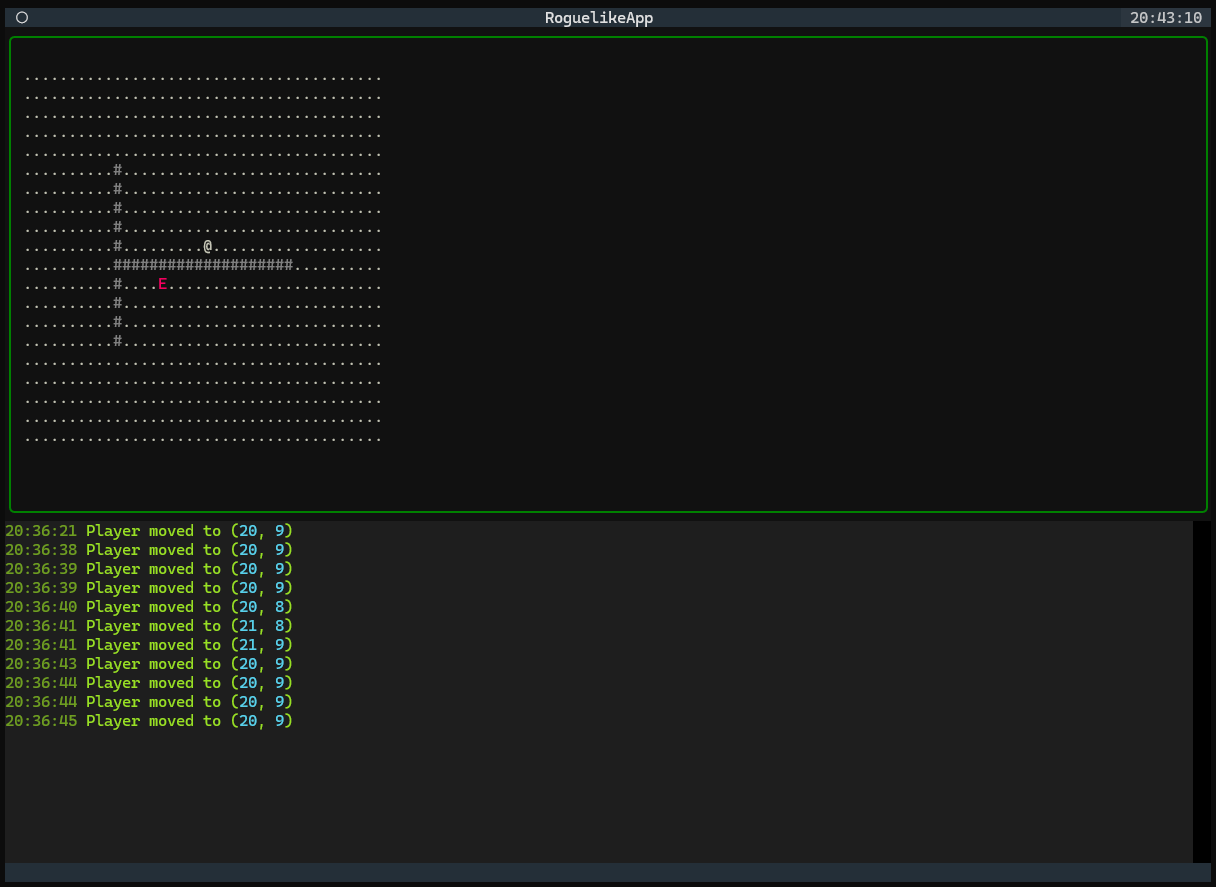 ○ RoguelikeApp 20:43:10
........................................
........................................
........................................
........................................
........................................
..........#.............................
..........#.............................
..........#.............................
..........#.............................
..........#.........@...................
..........####################..........
..........#....E........................
..........#.............................
..........#.............................
..........#.............................
........................................
........................................
........................................
........................................
........................................
20:36:21 Player moved to (20, 9)
20:36:38 Player moved to (20, 9)
20:36:39 Player moved to (20, 9)
20:36:39 Player moved to (20, 9)
20:36:40 Player moved to (20, 8)
20:36:41 Player moved to (21, 8)
20:36:41 Player moved to (21, 9)
20:36:43 Player moved to (20, 9)
20:36:44 Player moved to (20, 9)
20:36:44 Player moved to (20, 9)
20:36:45 Player moved to (20, 9)